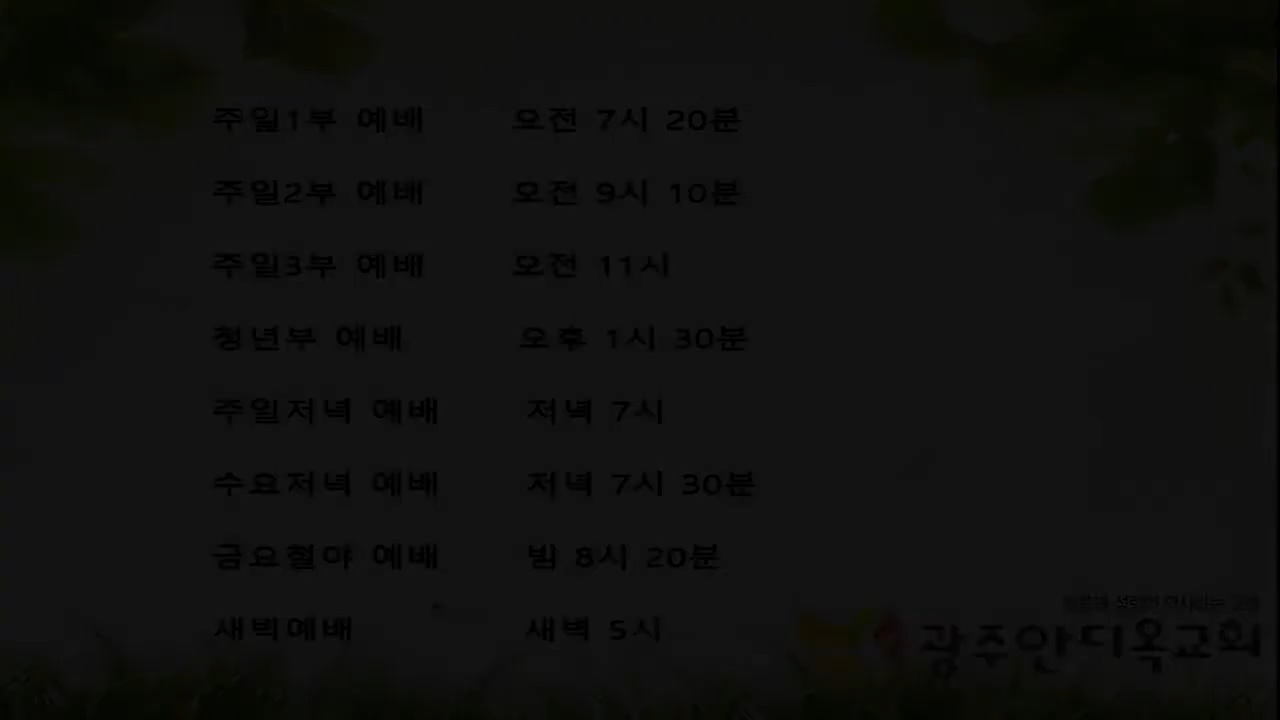 주일1부 예배 오전 7시 20분
주일2부 예배 오전 9시 10분
주일3부 예배 오전 11시
청년부 예배 오후 1시 30분
주일저녁 예배 저녁 7시
수요저녁 예배 저녁 7시 30분
금요철야 예배 밤 8시 20분
새벽예배 새벽 5시
광주안디옥교회